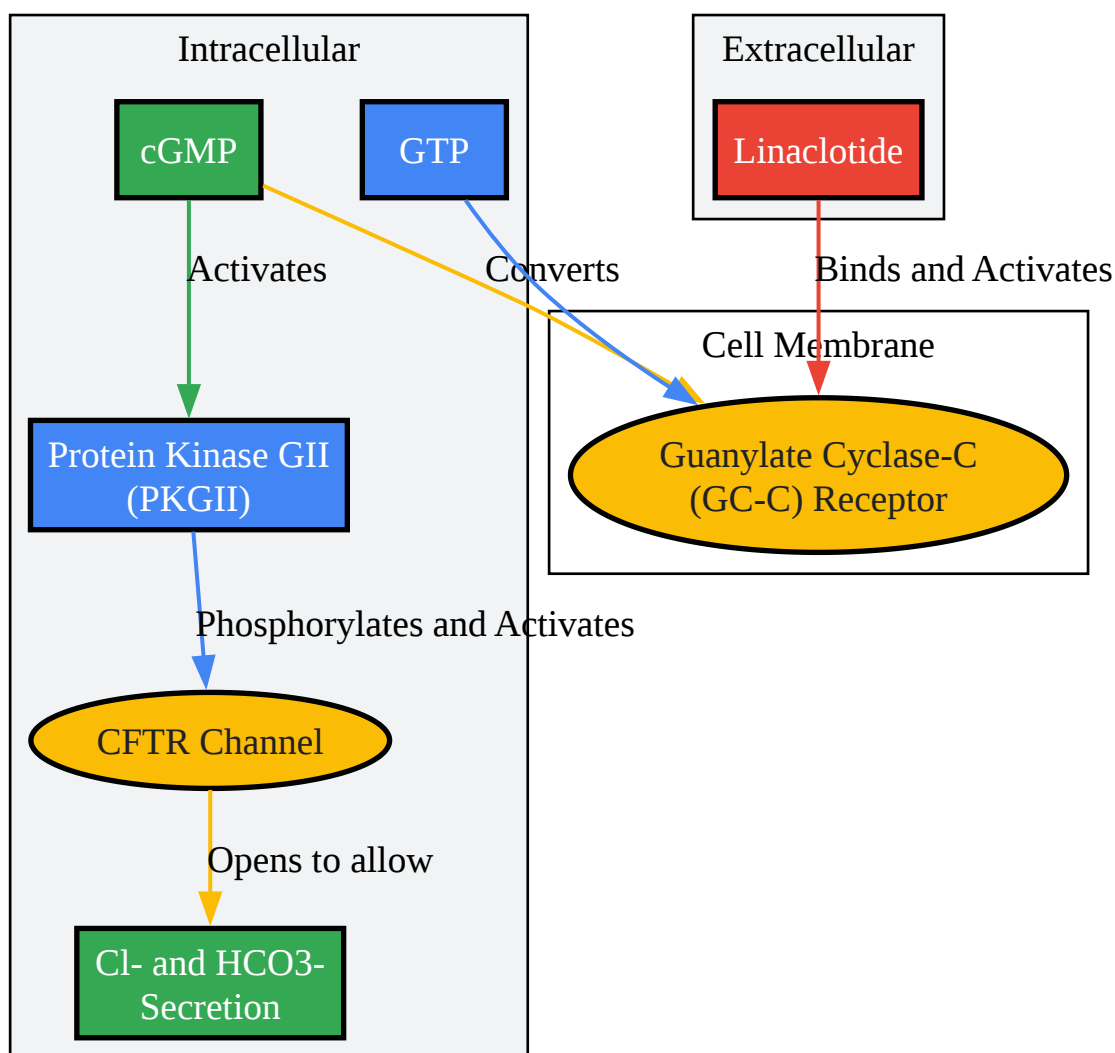 Intracellular
Extracellular
cGMP
GTP
Linaclotide
Activates
Converts
Binds and Activates
Cell Membrane
Protein Kinase GII
(PKGII)
Guanylate Cyclase-C
(GC-C) Receptor
Phosphorylates and Activates
CFTR Channel
Opens to allow
Cl- and HCO3-
Secretion